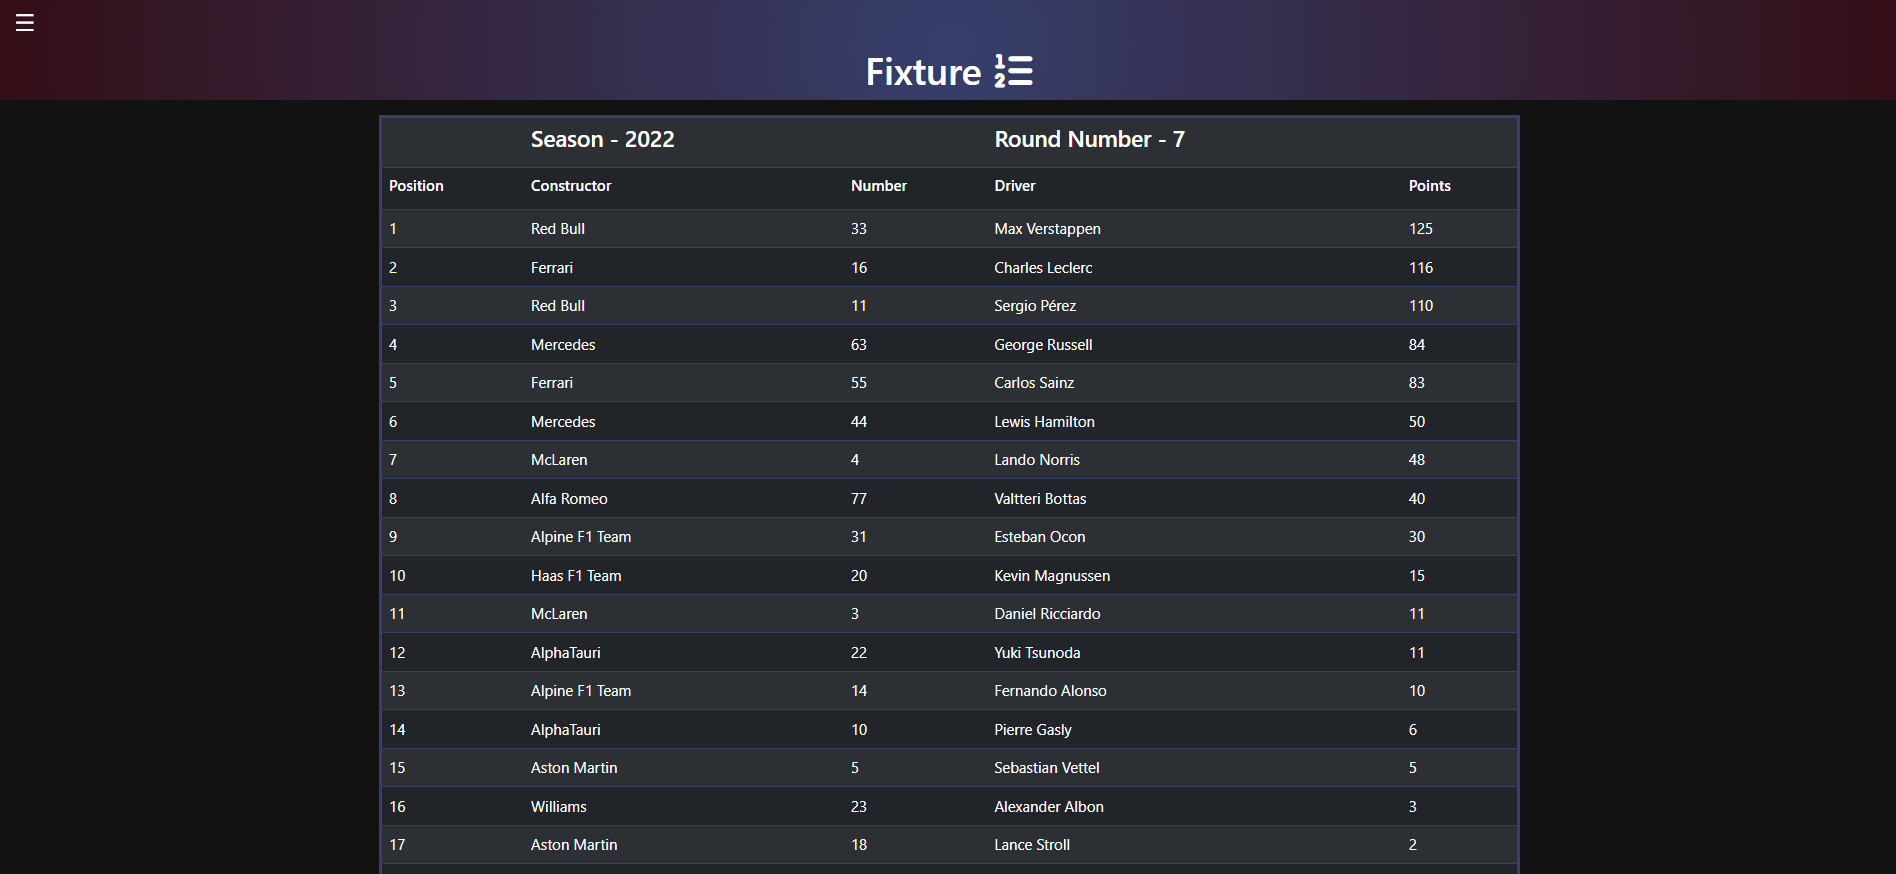 Fixture
Season - 2022 Round Number - 7
Position Constructor Number Driver Points
1 Red Bull 33 Max Verstappen 125
2 Ferrari 16 Charles Leclerc 116
3 Red Bull 11 Sergio Pérez 110
4 Mercedes 63 George Russell 84
5 Ferrari 55 Carlos Sainz 83
6 Mercedes 44 Lewis Hamilton 50
7 McLaren 4 Lando Norris 48
8 Alfa Romeo 77 Valtteri Bottas 40
9 Alpine F1 Team 31 Esteban Ocon 30
10 Haas F1 Team 20 Kevin Magnussen 15
11 McLaren 3 Daniel Ricciardo 11
12 AlphaTauri 22 Yuki Tsunoda 11
13 Alpine F1 Team 14 Fernando Alonso 10
14 AlphaTauri 10 Pierre Gasly 6
15 Aston Martin 5 Sebastian Vettel 5
16 Williams 23 Alexander Albon 3
17 Aston Martin 18 Lance Stroll 2